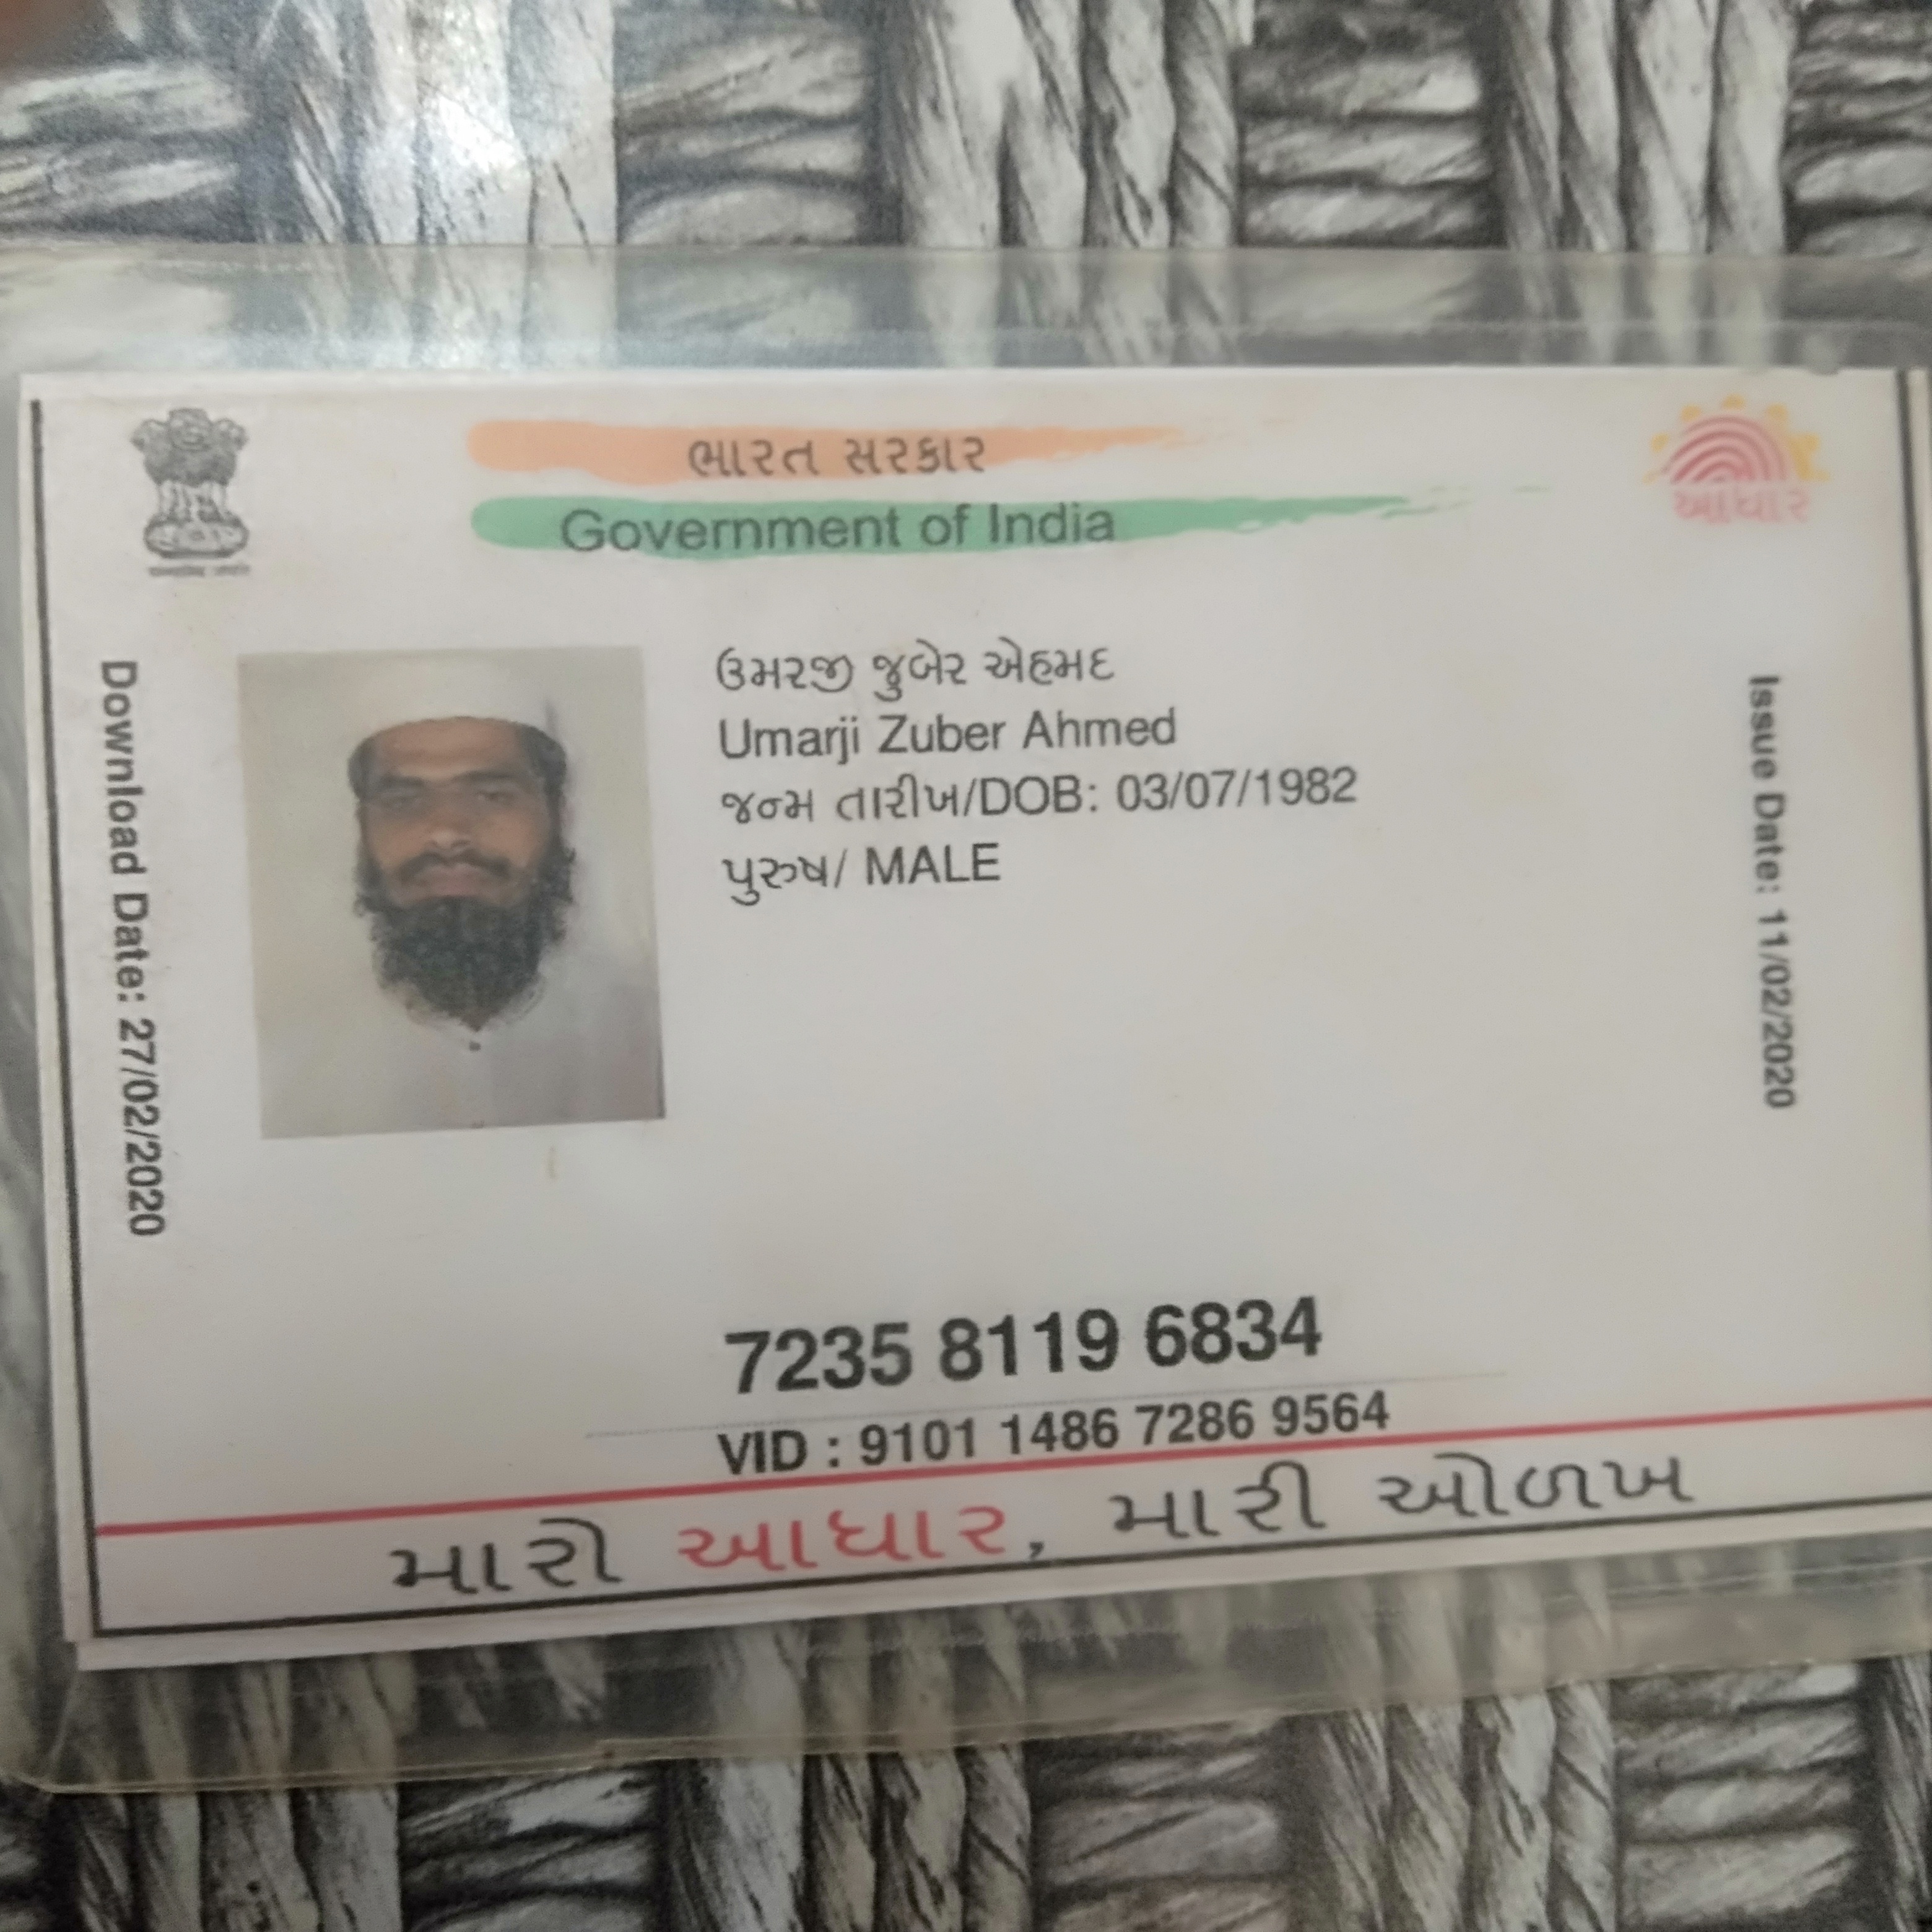 ભારત સરકાર
Government of India
આધાર
Download Date: 27/02/2020
ઉમરજી જુબેર એહમદ
Umarji Zuber Ahmed
જન્મ તારીખ/DOB: 03/07/1982
પુરુષ/ MALE
Issue Date: 11/02/2020
7235 8119 6834
VID : 9101 1486 7286 9564
મારો આધાર, મારી ઓળખ